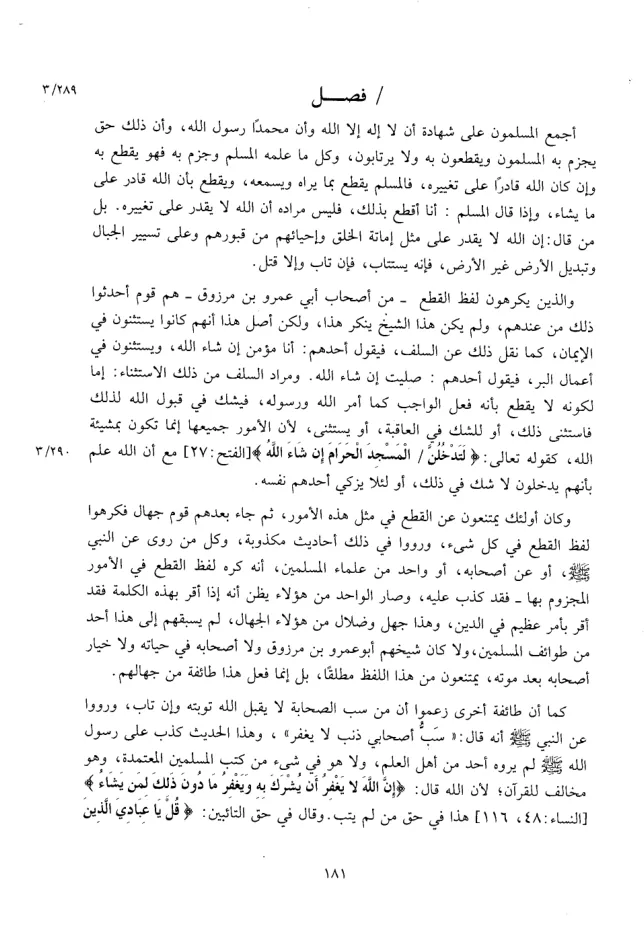 / فصـــل ٣/٢٨٩
أجمع المسلمون على شهادة أن لا إله إلا الله وأن محمدًا رسول الله، وأن ذلك حق
يجزم به المسلمون ويقطعون به ولا يرتابون، وكل ما علمه المسلم وجزم به فهو يقطع به
وإن كان الله قادرًا على تغييره، فالمسلم يقطع بما يراه ويسمعه، ويقطع بأن الله قادر على
ما يشاء، وإذا قال المسلم : أنا أقطع بذلك، فليس مراده أن الله لا يقدر على تغييره. بل
من قال: إن الله لا يقدر على مثل إماتة الخلق وإحيائهم من قبورهم وعلى تسيير الجبال
وتبديل الأرض غير الأرض، فإنه يستتاب، فإن تاب وإلا قتل.
والذين يكرهون لفظ القطع ـ من أصحاب أبي عمرو بن مرزوق ـ هم قوم أحدثوا
ذلك من عندهم، ولم يكن هذا الشيخ ينكر هذا، ولكن أصل هذا أنهم كانوا يستثنون في
الإيمان، كما نقل ذلك عن السلف، فيقول أحدهم: أنا مؤمن إن شاء الله، ويستثنون في
أعمال البر، فيقول أحدهم : صليت إن شاء الله. ومراد السلف من ذلك الاستثناء: إما
لكونه لا يقطع بأنه فعل الواجب كما أمر الله ورسوله، فيشك في قبول الله لذلك
فاستثنى ذلك، أو للشك في العاقبة، أو يستثنى، لأن الأمور جميعها إنما تكون بمشيئة
الله، كقوله تعالى: ﴿ لَتَدْخُلُنَّ / الْمَسْجِدَ الْحَرَامَ إِن شَاءَ اللَّهُ ﴾[الفتح:٢٧] مع أن الله علم ٣/٢٩٠
بأنهم يدخلون لا شك في ذلك، أو لئلا يزكي أحدهم نفسه.
وكان أولئك يمتنعون عن القطع في مثل هذه الأمور، ثم جاء بعدهم قوم جهال فكرهوا
لفظ القطع في كل شىء، ورووا في ذلك أحاديث مكذوبة، وكل من روى عن النبي
ﷺ، أو عن أصحابه، أو واحد من علماء المسلمين، أنه كره لفظ القطع في الأمور
المجزوم بها ـ فقد كذب عليه، وصار الواحد من هؤلاء يظن أنه إذا أقر بهذه الكلمة فقد
أقر بأمر عظيم في الدين، وهذا جهل وضلال من هؤلاء الجهال، لم يسبقهم إلى هذا أحد
من طوائف المسلمين، ولا كان شيخهم أبوعمرو بن مرزوق ولا أصحابه في حياته ولا خيار
أصحابه بعد موته، يمتنعون من هذا اللفظ مطلقًا، بل إنما فعل هذا طائفة من جهالهم.
كما أن طائفة أخرى زعموا أن من سب الصحابة لا يقبل الله توبته وإن تاب، ورووا
عن النبي ﷺ أنه قال:« سَبُّ أصحابي ذنب لا يغفر» ، وهذا الحديث كذب على رسول
الله ﷺ لم يروه أحد من أهل العلم، ولا هو في شىء من كتب المسلمين المعتمدة، وهو
مخالف للقرآن؛ لأن الله قال: ﴿إِنَّ اللَّهَ لا يَغْفِرُ أَن يُشْرَكَ بِهِ وَيَغْفِرُ مَا دُونَ ذَلِكَ لِمَن يَشَاءُ ﴾
[النساء:٤٨، ١١٦] هذا في حق من لم يتب. وقال في حق التائبين: ﴿ قُلْ يَا عِبَادِيَ الَّذِينَ
١٨١